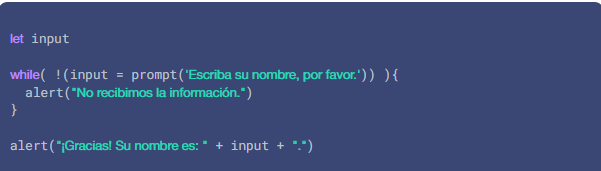 let input
while( !(input = prompt('Escriba su nombre, por favor.')) ){
alert("No recibimos la información.")
}
alert("¡Gracias! Su nombre es: " + input + ".")